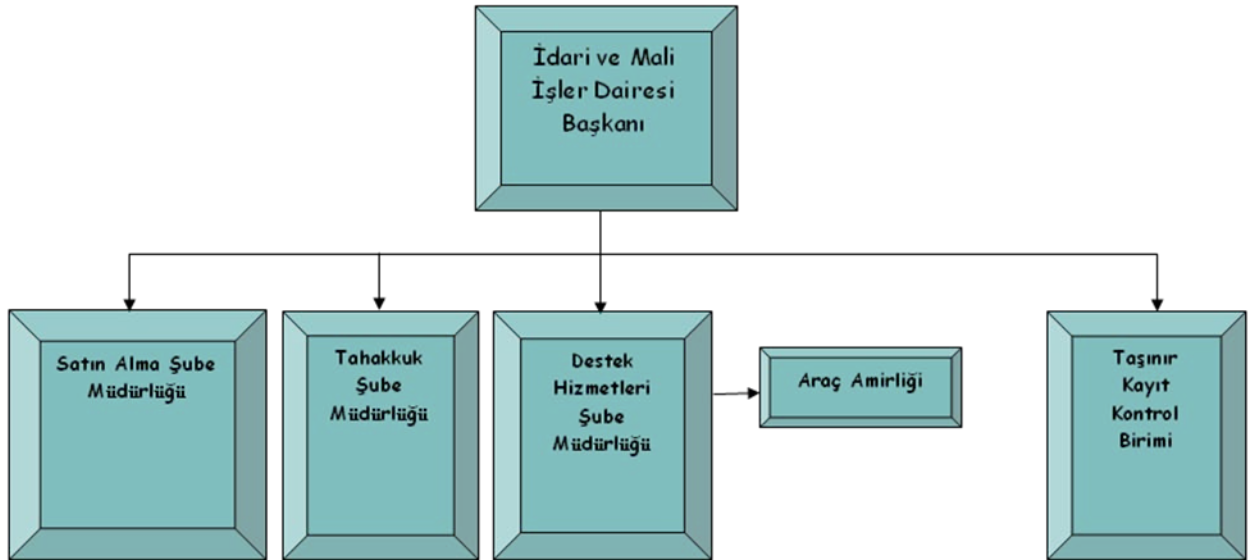 İdari ve Mali
İşler Dairesi
Başkanı
Satın Alma Şube
Müdürlüğü
Tahakkuk
Şube
Müdürlüğü
Destek
Hizmetleri
Şube
Müdürlüğü
Araç Amirliği
Taşınır
Kayıt
Kontrol
Birimi